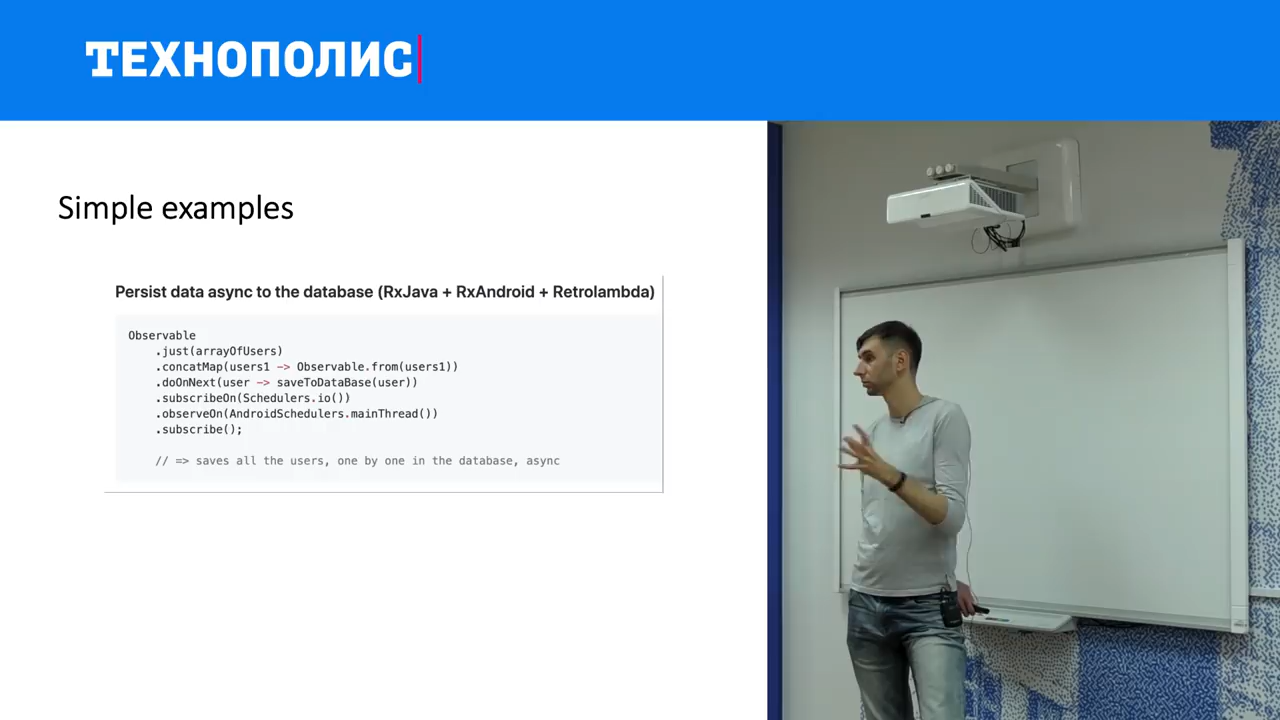 ТЕХНОПОЛИС
Simple examples
Persist data async to the database (RxJava + RxAndroid + Retrolambda)
Observable
.just(arrayOfUsers)
.concatMap(users1 -> Observable.from(users1))
.doOnNext(user -> saveToDataBase(user))
.subscribeOn(Schedulers.io())
.observeOn(AndroidSchedulers.mainThread())
.subscribe();
// => saves all the users, one by one in the database, async